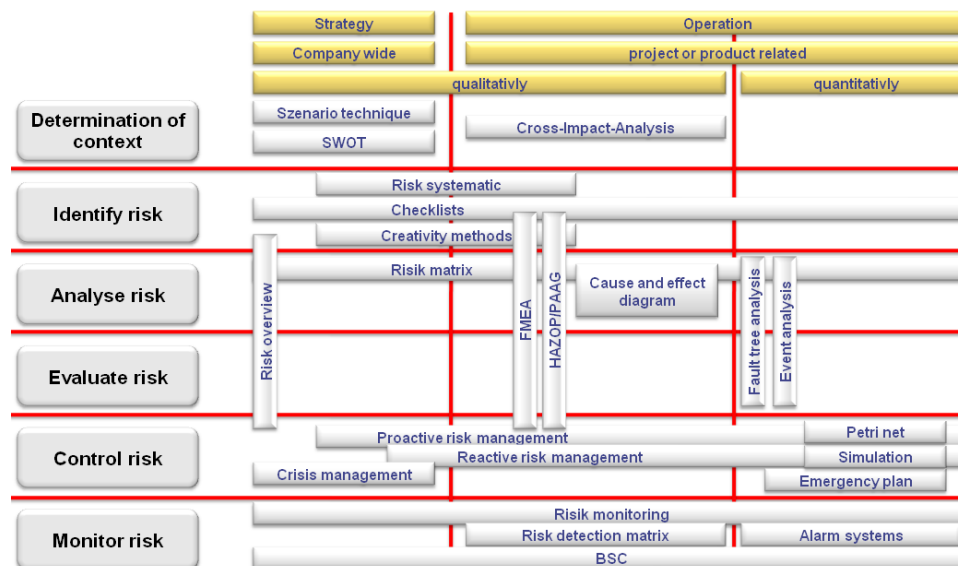 Strategy
Operation
Company wide
project or product related
qualitativly
quantitativly
Determination of
context
Szenario technique
SWOT
Cross-Impact-Analysis
Identify risk
Risk systematic
Checklists
Creativity methods
Analyse risk
Risik matrix
Cause and effect
diagram
Risk overview
FMEA
HAZOP/PAAG
Fault tree analysis
Event analysis
Evaluate risk
Control risk
Proactive risk management
Petri net
Reactive risk management
Simulation
Crisis management
Emergency plan
Monitor risk
Risik monitoring
Risk detection matrix
Alarm systems
BSC